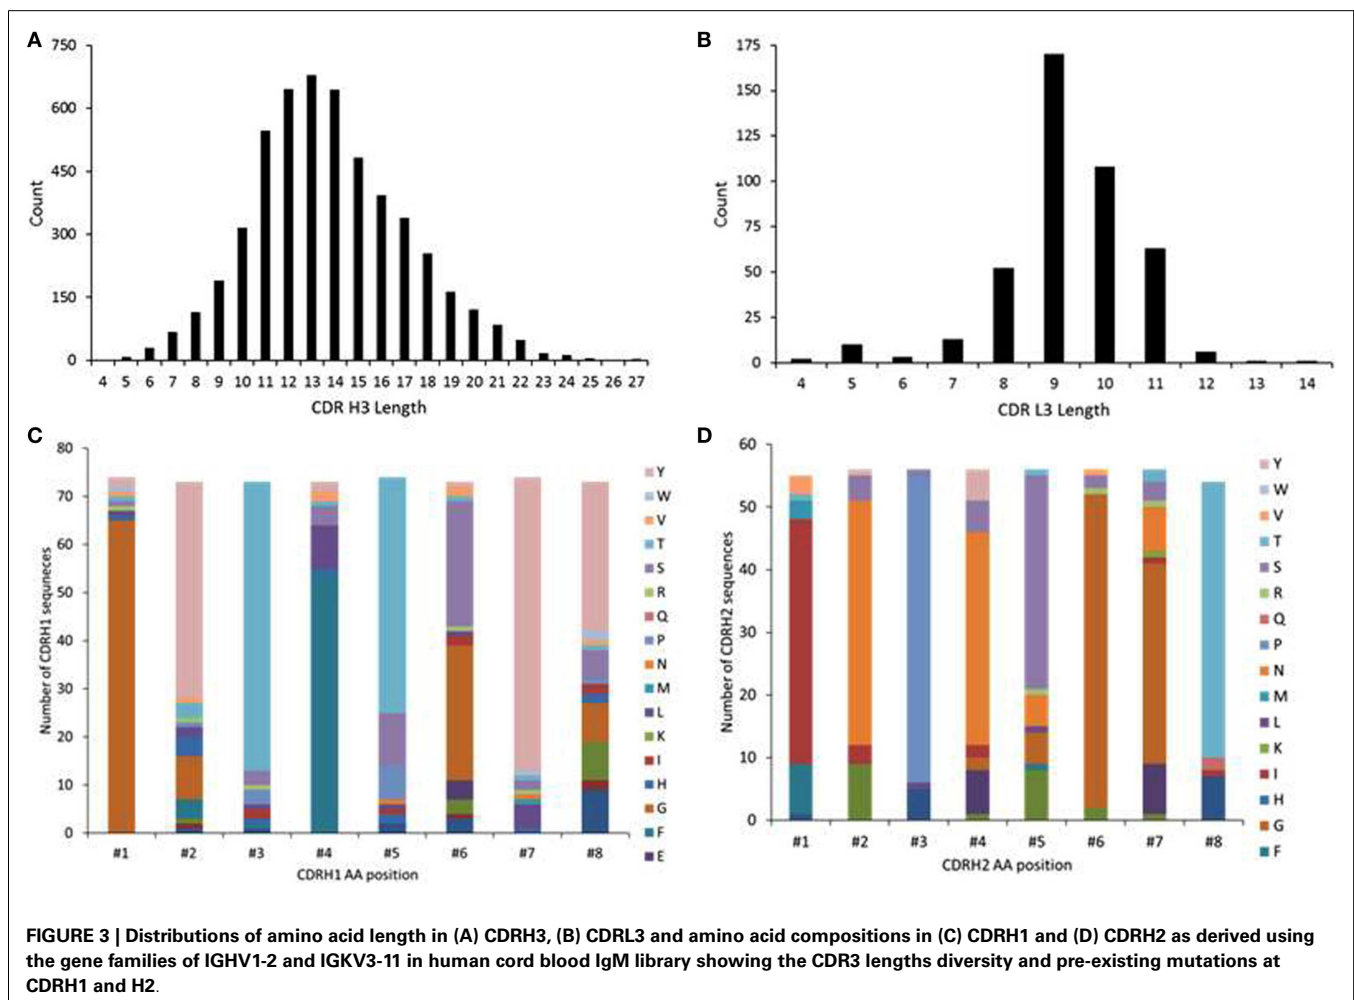 A
750
600
450
300
150
0
Count
4 5 6 7 8 9 10 11 12 13 14 15 16 17 18 19 20 21 22 23 24 25 26 27
CDR H3 Length
B
175
150
125
100
75
50
25
0
Count
4 5 6 7 8 9 10 11 12 13 14
CDR L3 Length
C
80
70
60
50
40
30
20
10
0
Number of CDRH1 sequneces
#1 #2 #3 #4 #5 #6 #7 #8
CDRH1 AA position
Y
W
V
T
S
R
Q
P
N
M
L
K
I
H
G
F
E
D
60
50
40
30
20
10
0
Number of CDRH2 sequences
#1 #2 #3 #4 #5 #6 #7 #8
CDRH2 AA position
Y
W
V
T
S
R
Q
P
N
M
L
K
I
H
G
F
FIGURE 3 | Distributions of amino acid length in (A) CDRH3, (B) CDRL3 and amino acid compositions in (C) CDRH1 and (D) CDRH2 as derived using
the gene families of IGHV1-2 and IGKV3-11 in human cord blood IgM library showing the CDR3 lengths diversity and pre-existing mutations at
CDRH1 and H2.